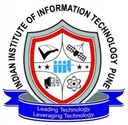 INDIAN INSTITUTE OF INFORMATION TECHNOLOGY PUNE
Leading Technology
Leveraging Technology